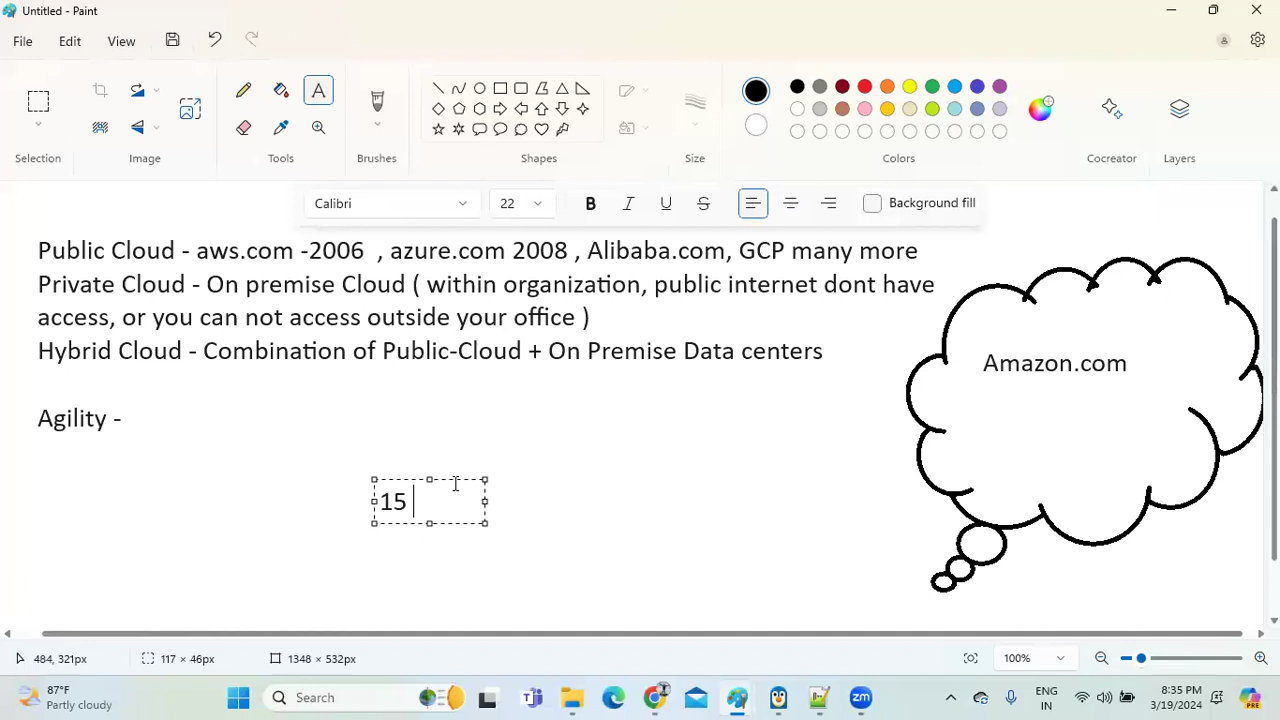 Untitled - Paint
File Edit View
Selection Image Tools Brushes Shapes Size Colors Cocreator Layers
Calibri 22 B I U S Background fill
Public Cloud - aws.com -2006 , azure.com 2008 , Alibaba.com, GCP many more
Private Cloud - On premise Cloud ( within organization, public internet dont have
access, or you can not access outside your office )
Hybrid Cloud - Combination of Public-Cloud + On Premise Data centers
Amazon.com
Agility -
15
484, 321px 117 × 46px 1348 × 532px 100%
87°F
Partly cloudy
Search
ENG
IN
8:35 PM
3/19/2024
zm
PRE